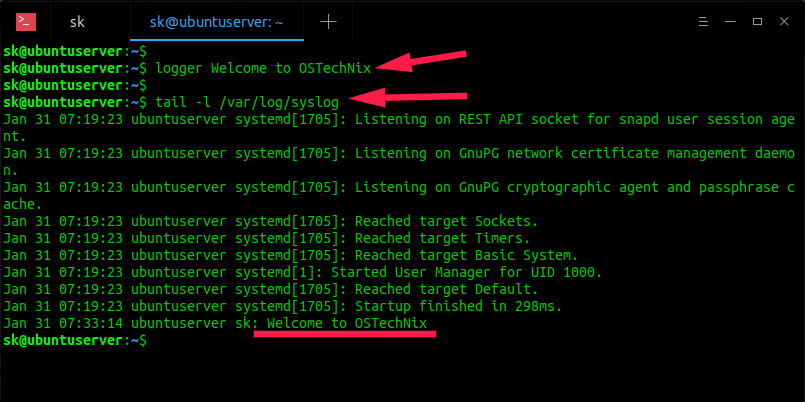 sk
sk@ubuntuserver: ~
sk@ubuntuserver:~$
sk@ubuntuserver:~$ logger Welcome to OSTechNix
sk@ubuntuserver:~$
sk@ubuntuserver:~$ tail -l /var/log/syslog
Jan 31 07:19:23 ubuntuserver systemd[1705]: Listening on REST API socket for snapd user session age
nt.
Jan 31 07:19:23 ubuntuserver systemd[1705]: Listening on GnuPG network certificate management daemo
n.
Jan 31 07:19:23 ubuntuserver systemd[1705]: Listening on GnuPG cryptographic agent and passphrase c
ache.
Jan 31 07:19:23 ubuntuserver systemd[1705]: Reached target Sockets.
Jan 31 07:19:23 ubuntuserver systemd[1705]: Reached target Timers.
Jan 31 07:19:23 ubuntuserver systemd[1705]: Reached target Basic System.
Jan 31 07:19:23 ubuntuserver systemd[1]: Started User Manager for UID 1000.
Jan 31 07:19:23 ubuntuserver systemd[1705]: Reached target Default.
Jan 31 07:19:23 ubuntuserver systemd[1705]: Startup finished in 298ms.
Jan 31 07:33:14 ubuntuserver sk: Welcome to OSTechNix
sk@ubuntuserver:~$